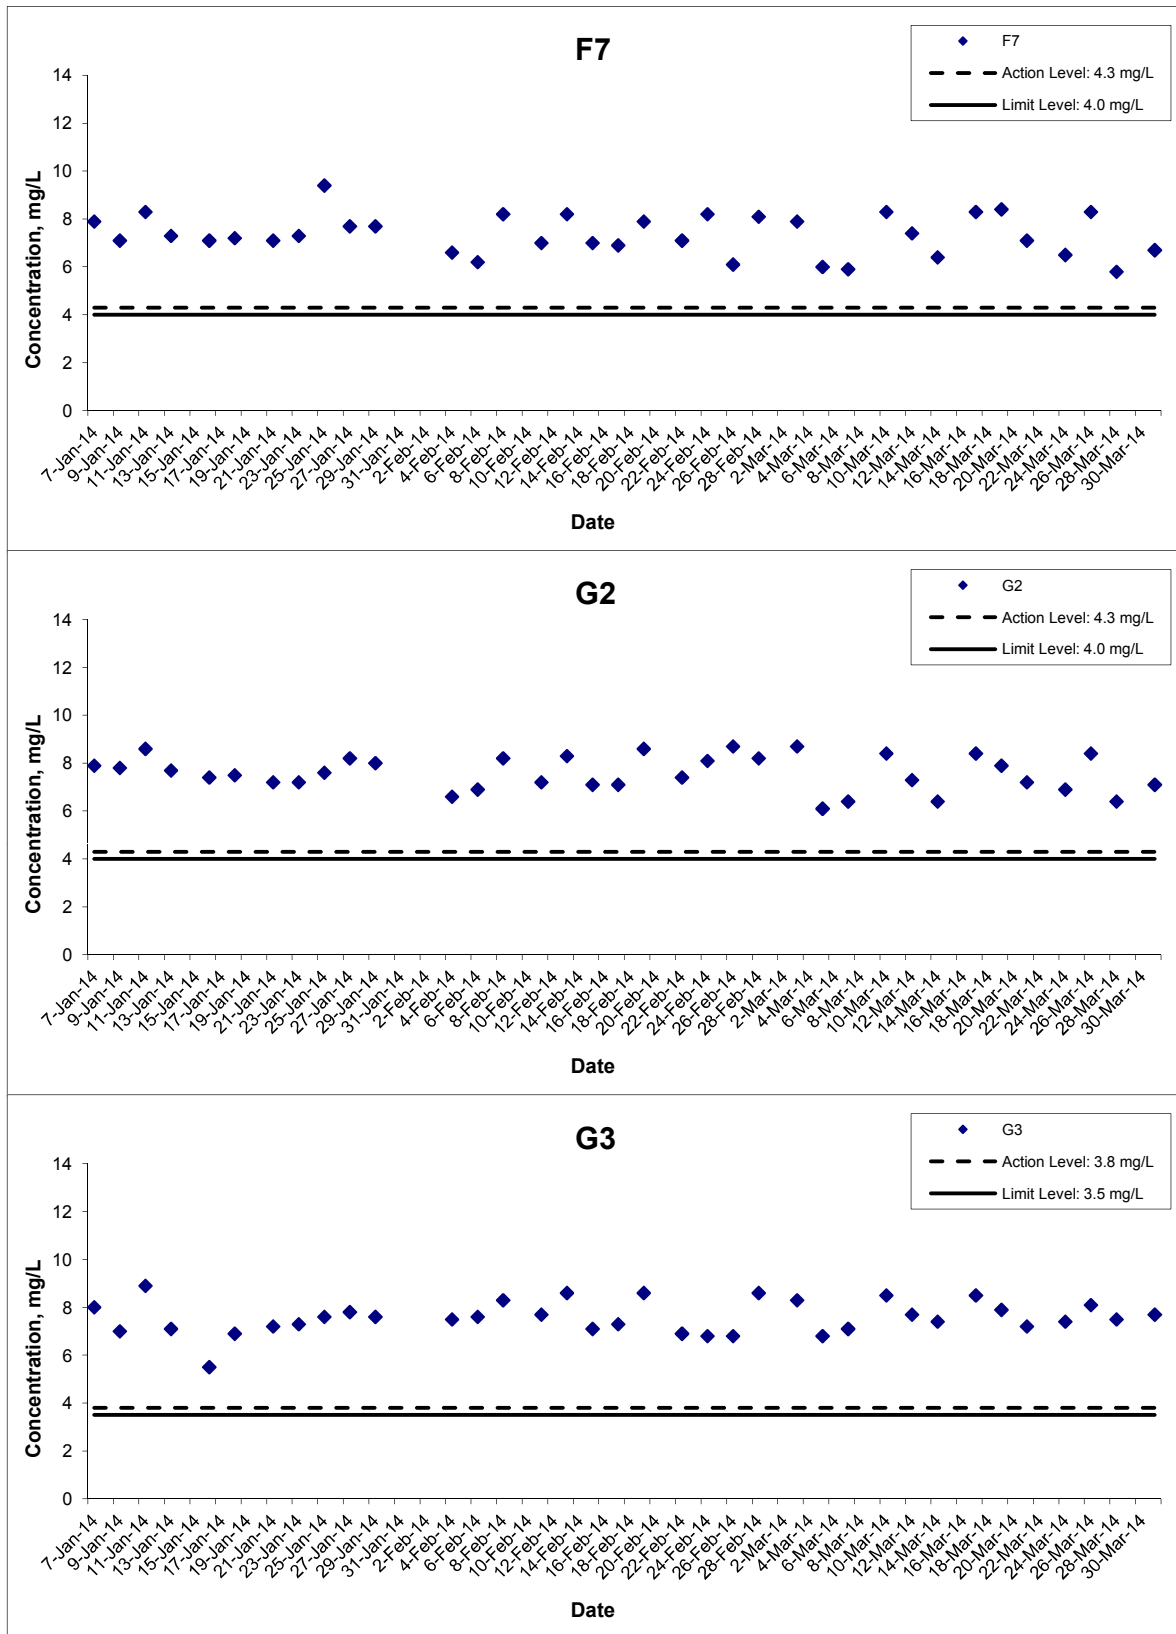 F7
F7
Action Level: 4.3 mg/L
Limit Level: 4.0 mg/L
Concentration, mg/L
14
12
10
8
6
4
2
0
7-Jan-14
9-Jan-14
11-Jan-14
13-Jan-14
15-Jan-14
17-Jan-14
19-Jan-14
21-Jan-14
23-Jan-14
25-Jan-14
27-Jan-14
29-Jan-14
31-Jan-14
2-Feb-14
4-Feb-14
6-Feb-14
8-Feb-14
10-Feb-14
12-Feb-14
14-Feb-14
16-Feb-14
18-Feb-14
20-Feb-14
22-Feb-14
24-Feb-14
26-Feb-14
28-Feb-14
2-Mar-14
4-Mar-14
6-Mar-14
8-Mar-14
10-Mar-14
12-Mar-14
14-Mar-14
16-Mar-14
18-Mar-14
20-Mar-14
22-Mar-14
24-Mar-14
26-Mar-14
28-Mar-14
30-Mar-14
Date
G2
G2
Action Level: 4.3 mg/L
Limit Level: 4.0 mg/L
Concentration, mg/L
14
12
10
8
6
4
2
0
7-Jan-14
9-Jan-14
11-Jan-14
13-Jan-14
15-Jan-14
17-Jan-14
19-Jan-14
21-Jan-14
23-Jan-14
25-Jan-14
27-Jan-14
29-Jan-14
31-Jan-14
2-Feb-14
4-Feb-14
6-Feb-14
8-Feb-14
10-Feb-14
12-Feb-14
14-Feb-14
16-Feb-14
18-Feb-14
20-Feb-14
22-Feb-14
24-Feb-14
26-Feb-14
28-Feb-14
2-Mar-14
4-Mar-14
6-Mar-14
8-Mar-14
10-Mar-14
12-Mar-14
14-Mar-14
16-Mar-14
18-Mar-14
20-Mar-14
22-Mar-14
24-Mar-14
26-Mar-14
28-Mar-14
30-Mar-14
Date
G3
G3
Action Level: 3.8 mg/L
Limit Level: 3.5 mg/L
Concentration, mg/L
14
12
10
8
6
4
2
0
7-Jan-14
9-Jan-14
11-Jan-14
13-Jan-14
15-Jan-14
17-Jan-14
19-Jan-14
21-Jan-14
23-Jan-14
25-Jan-14
27-Jan-14
29-Jan-14
31-Jan-14
2-Feb-14
4-Feb-14
6-Feb-14
8-Feb-14
10-Feb-14
12-Feb-14
14-Feb-14
16-Feb-14
18-Feb-14
20-Feb-14
22-Feb-14
24-Feb-14
26-Feb-14
28-Feb-14
2-Mar-14
4-Mar-14
6-Mar-14
8-Mar-14
10-Mar-14
12-Mar-14
14-Mar-14
16-Mar-14
18-Mar-14
20-Mar-14
22-Mar-14
24-Mar-14
26-Mar-14
28-Mar-14
30-Mar-14
Date